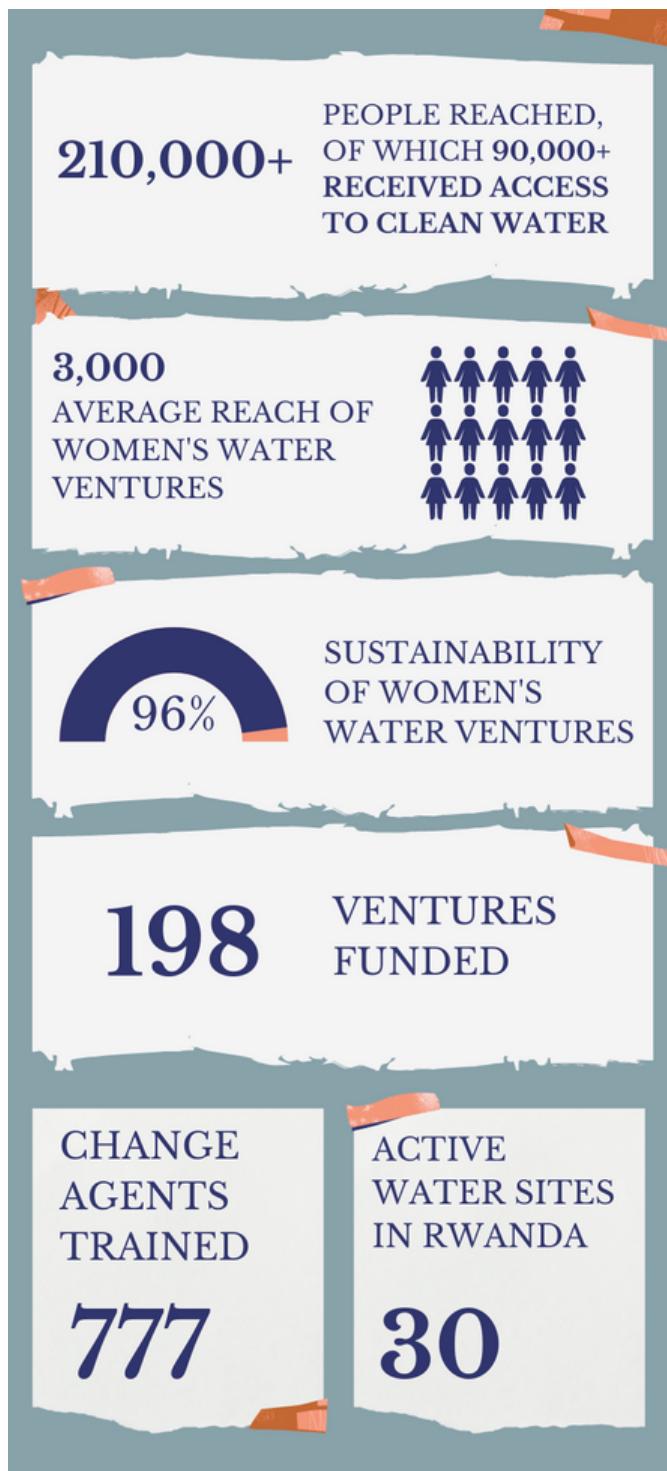 210,000+
PEOPLE REACHED,
OF WHICH 90,000+
RECEIVED ACCESS
TO CLEAN WATER
3,000
AVERAGE REACH OF
WOMEN'S WATER
VENTURES
96%
SUSTAINABILITY
OF WOMEN'S
WATER VENTURES
198
VENTURES
FUNDED
CHANGE
AGENTS
TRAINED
777
ACTIVE
WATER SITES
IN RWANDA
30